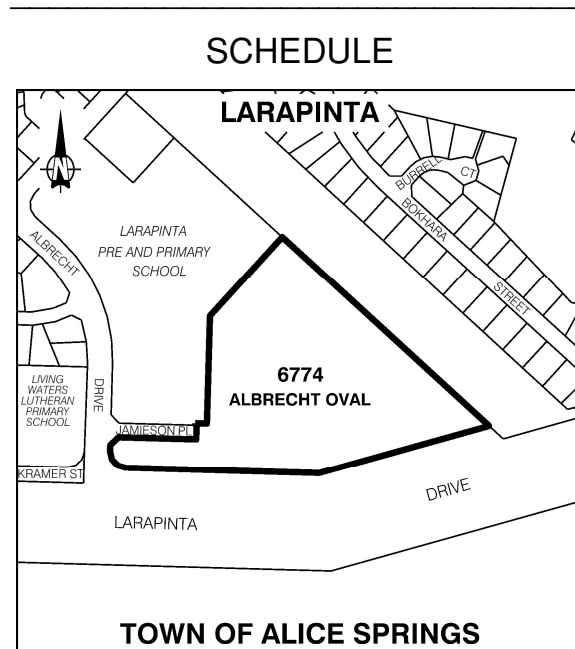 SCHEDULE
LARAPINTA
N
BURRELL
CT
BOKHARA
STREET
ALBRECHT
DRIVE
LARAPINTA
PRE AND PRIMARY
SCHOOL
6774
ALBRECHT OVAL
LIVING
WATERS
LUTHERAN
PRIMARY
SCHOOL
JAMIESON PL
KRAMER ST
LARAPINTA
DRIVE
TOWN OF ALICE SPRINGS